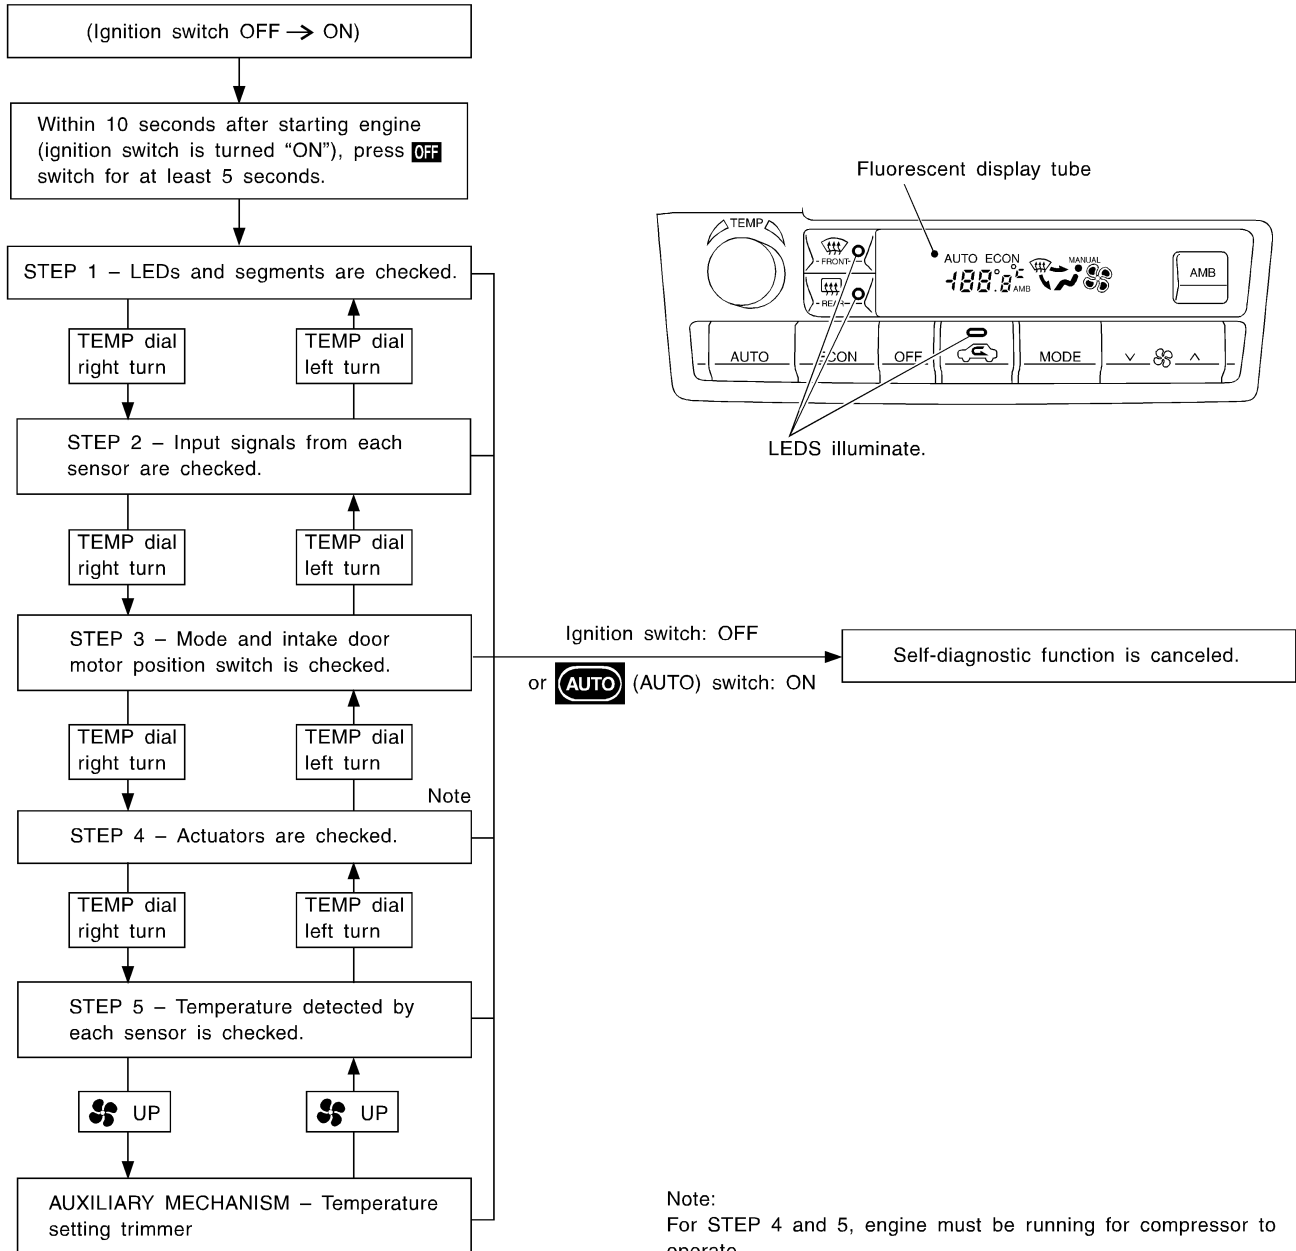 (Ignition switch OFF → ON)
Within 10 seconds after starting engine
(ignition switch is turned “ON”), press OFF
switch for at least 5 seconds.
STEP 1 – LEDs and segments are checked.
TEMP dial
right turn
TEMP dial
left turn
STEP 2 – Input signals from each
sensor are checked.
TEMP dial
right turn
TEMP dial
left turn
STEP 3 – Mode and intake door
motor position switch is checked.
TEMP dial
right turn
TEMP dial
left turn
Note
STEP 4 – Actuators are checked.
TEMP dial
right turn
TEMP dial
left turn
STEP 5 – Temperature detected by
each sensor is checked.
UP
UP
AUXILIARY MECHANISM – Temperature
setting trimmer
Fluorescent display tube
TEMP
FRONT
REAR
AUTO ECON
MANUAL
-188.8°C
AMB
AMB
AUTO
ECON
OFF
MODE
LEDS illuminate.
Ignition switch: OFF
or AUTO (AUTO) switch: ON
Self-diagnostic function is canceled.
Note:
For STEP 4 and 5, engine must be running for compressor to
operate